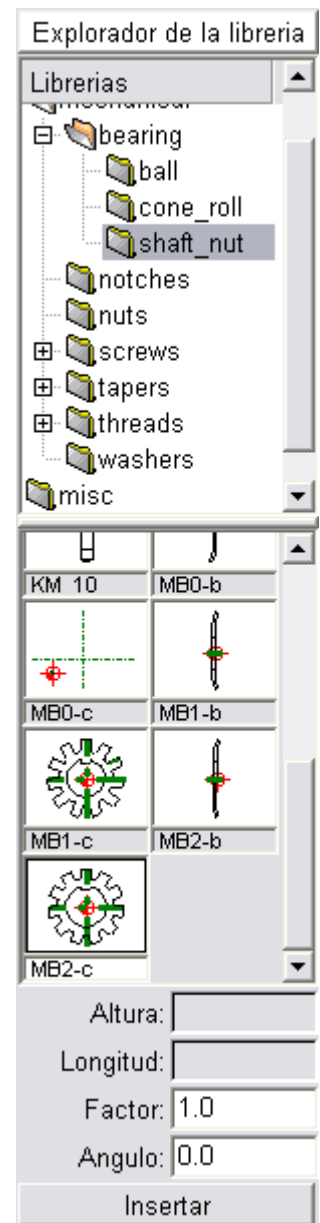 Explorador de la libreria
Librerias
mechanical
bearing
ball
cone_roll
shaft_nut
notches
nuts
screws
tapers
threads
washers
misc
KM 10
MB0-b
MB0-c
MB1-b
MB1-c
MB2-b
MB2-c
Altura:
Longitud:
Factor: 1.0
Angulo: 0.0
Insertar